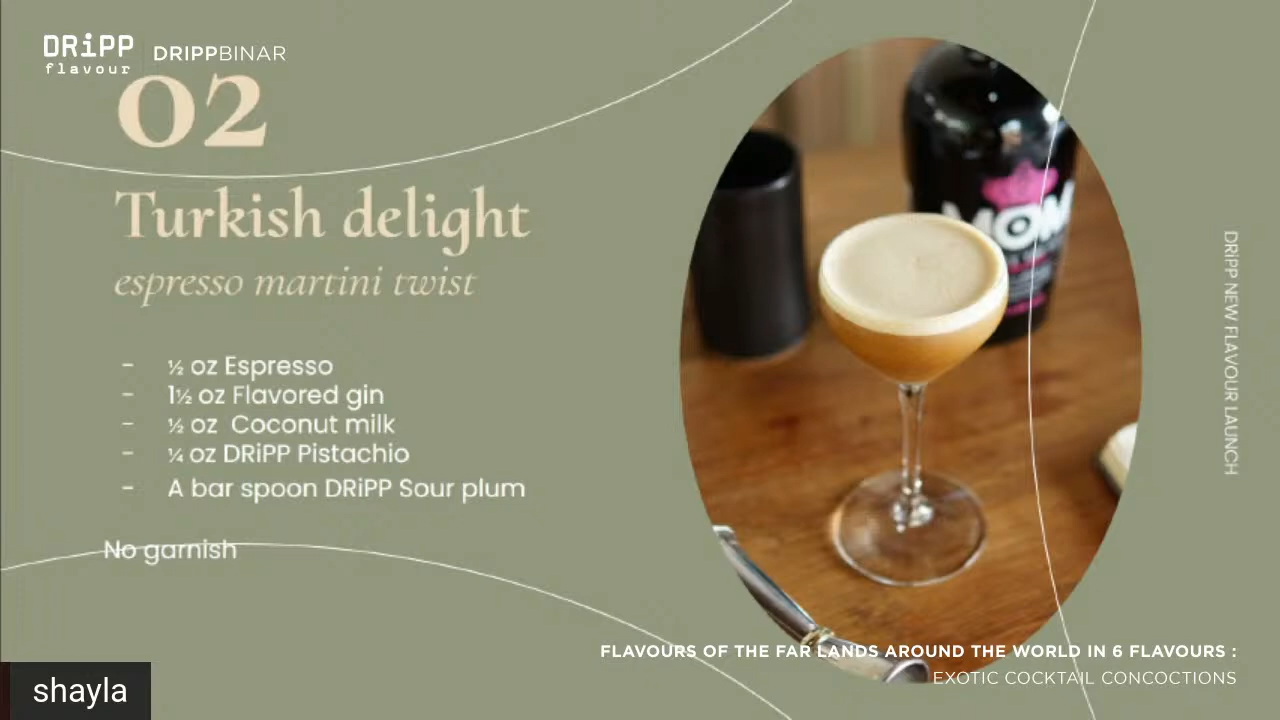 DRiPP
flavour
DRIPPBINAR
02
Turkish delight
espresso martini twist
- ½ oz Espresso
- 1½ oz Flavored gin
- ½ oz Coconut milk
- ¼ oz DRiPP Pistachio
- A bar spoon DRiPP Sour plum
No garnish
MOM
DRiPP NEW FLAVOUR LAUNCH
FLAVOURS OF THE FAR LANDS AROUND THE WORLD IN 6 FLAVOURS :
EXOTIC COCKTAIL CONCOCTIONS
shayla